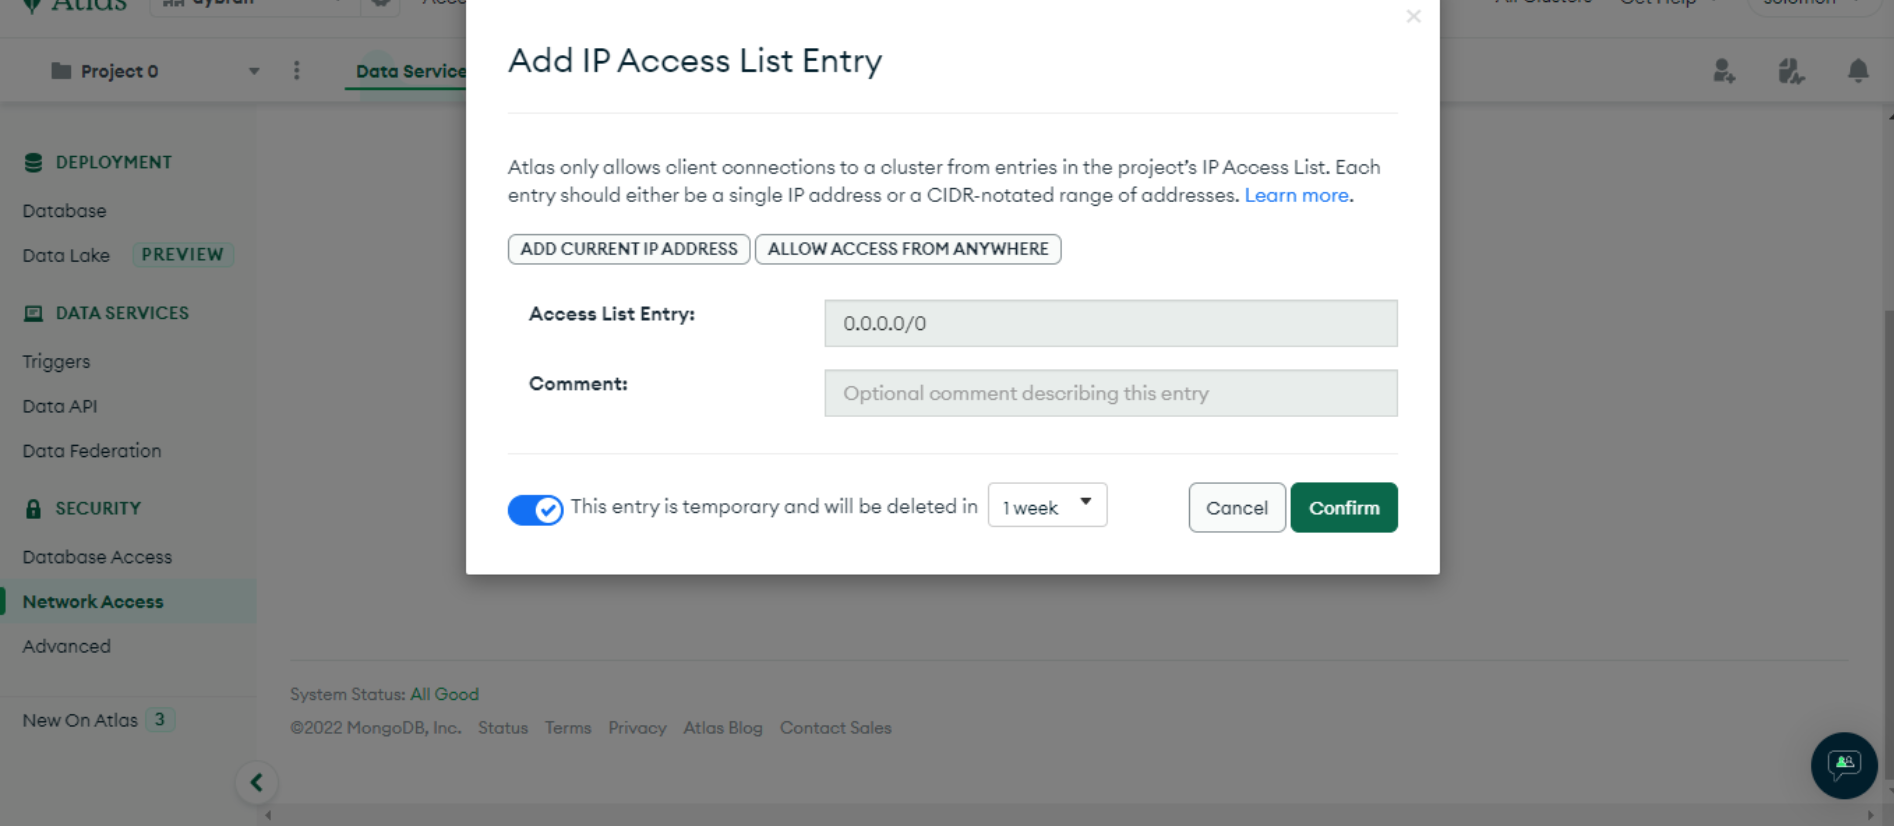 Atlas
Project 0
Data Service
Add IP Access List Entry
Atlas only allows client connections to a cluster from entries in the project's IP Access List. Each
entry should either be a single IP address or a CIDR-notated range of addresses. Learn more.
ADD CURRENT IP ADDRESS
ALLOW ACCESS FROM ANYWHERE
Access List Entry:
0.0.0.0/0
Comment:
Optional comment describing this entry
This entry is temporary and will be deleted in
1 week
Cancel
Confirm
DEPLOYMENT
Database
Data Lake PREVIEW
DATA SERVICES
Triggers
Data API
Data Federation
SECURITY
Database Access
Network Access
Advanced
New On Atlas 3
System Status: All Good
©2022 MongoDB, Inc. Status Terms Privacy Atlas Blog Contact Sales